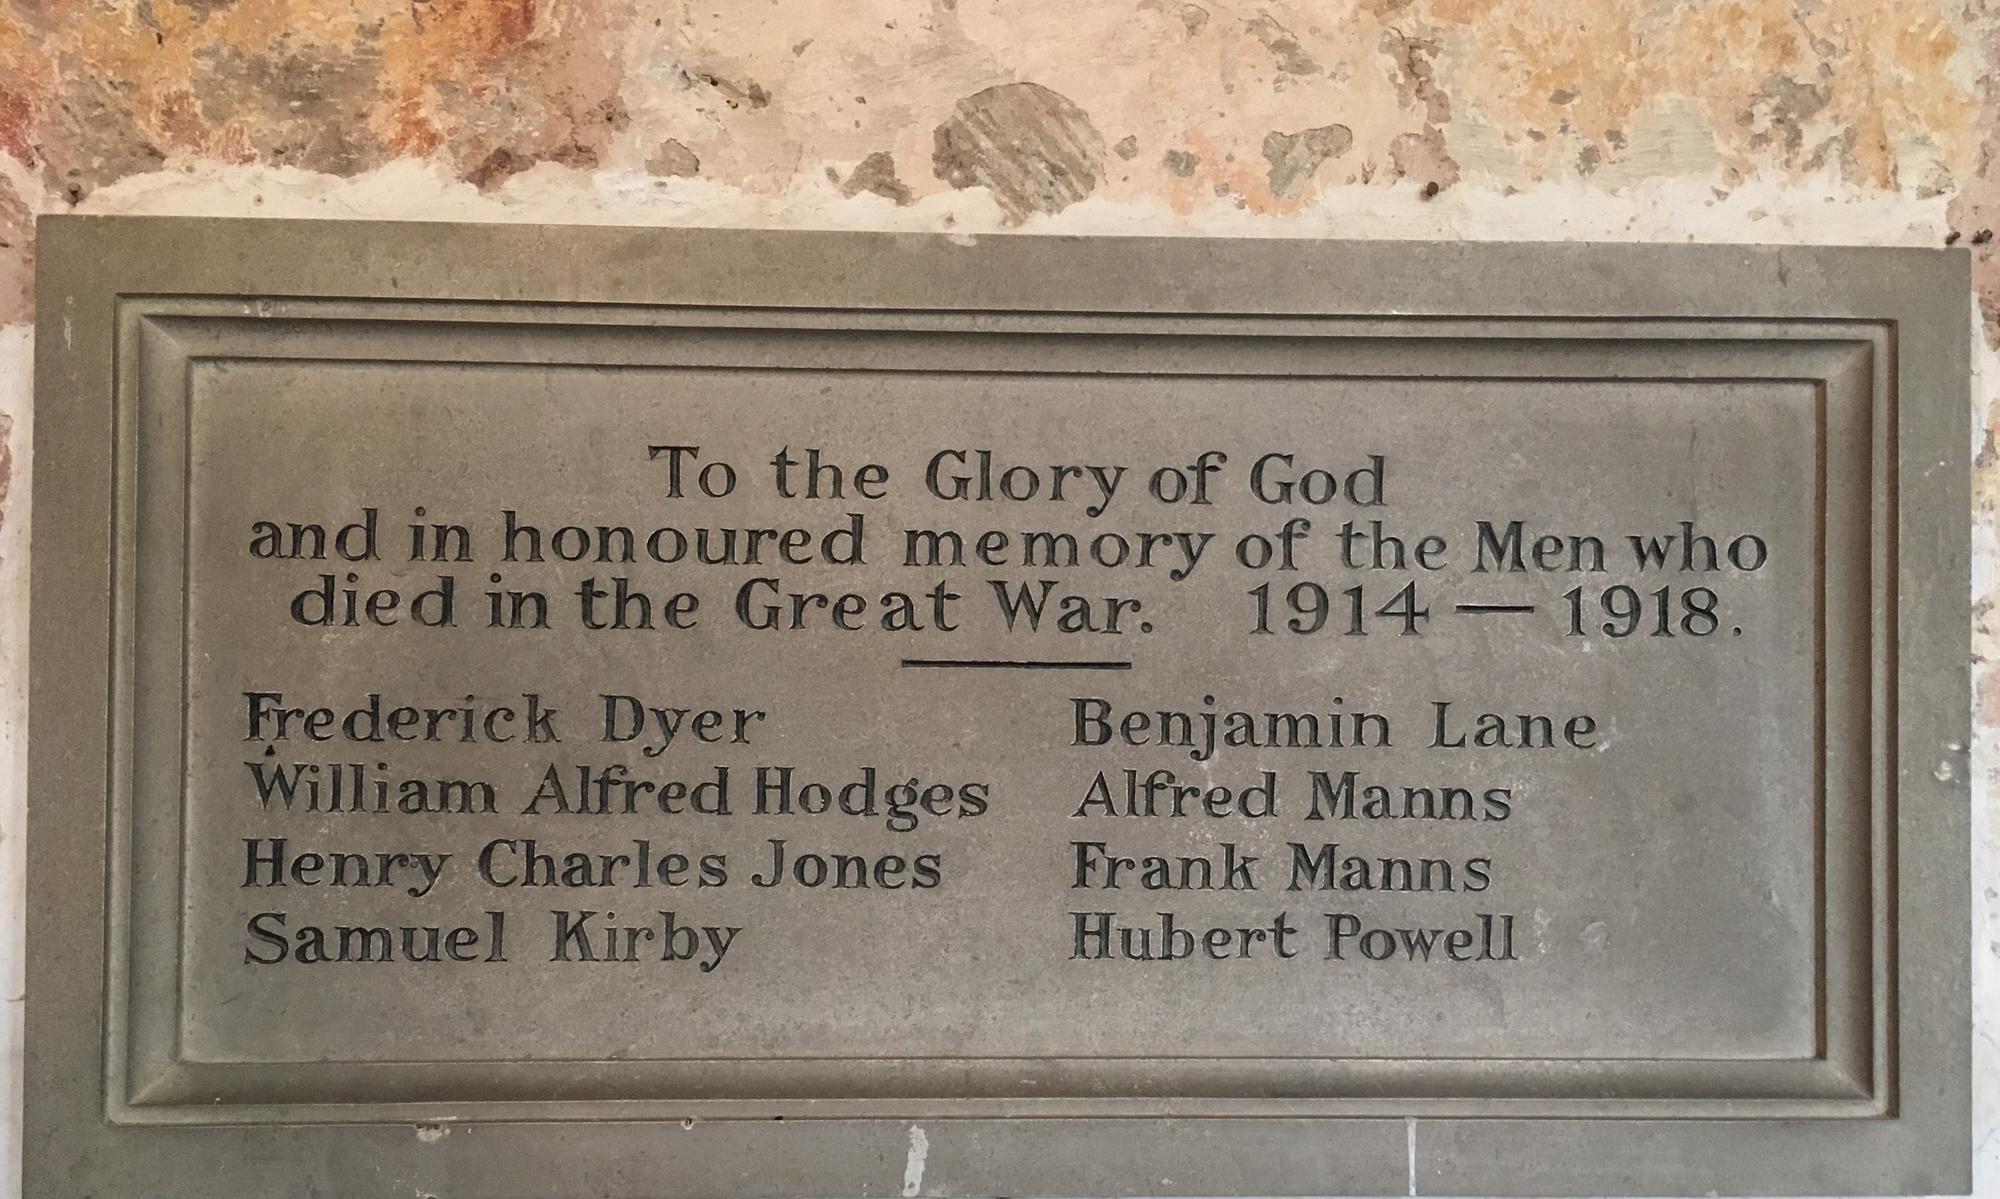 To the Glory of God
and in honoured memory of the Men who
died in the Great War. 1914 — 1918.
Frederick Dyer
William Alfred Hodges
Henry Charles Jones
Samuel Kirby
Benjamin Lane
Alfred Manns
Frank Manns
Hubert Powell